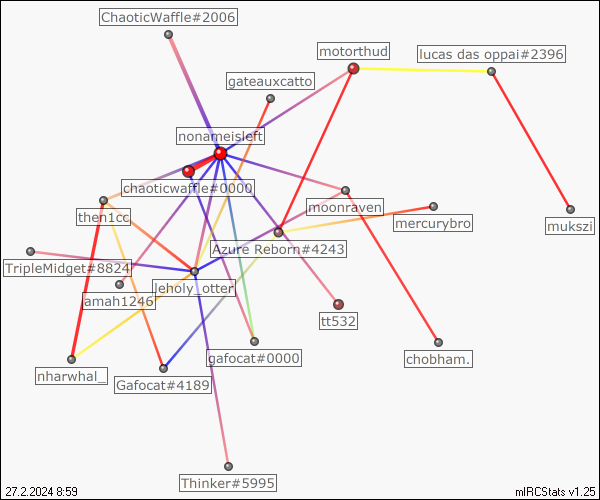 ChaoticWaffle#2006
motorthud
lucas das oppai#2396
gateauxcatto
nonameisleft
chaoticwaffle#0000
then1cc
moonraven
mercurybro
mukszi
Azure Reborn#4243
TripleMidget#8824
amah1246
leholy_otter
tt532
gafocat#0000
chobham.
nharwhal_
Gafocat#4189
Thinker#5995
27.2.2024 8:59
mIRCStats v1.25